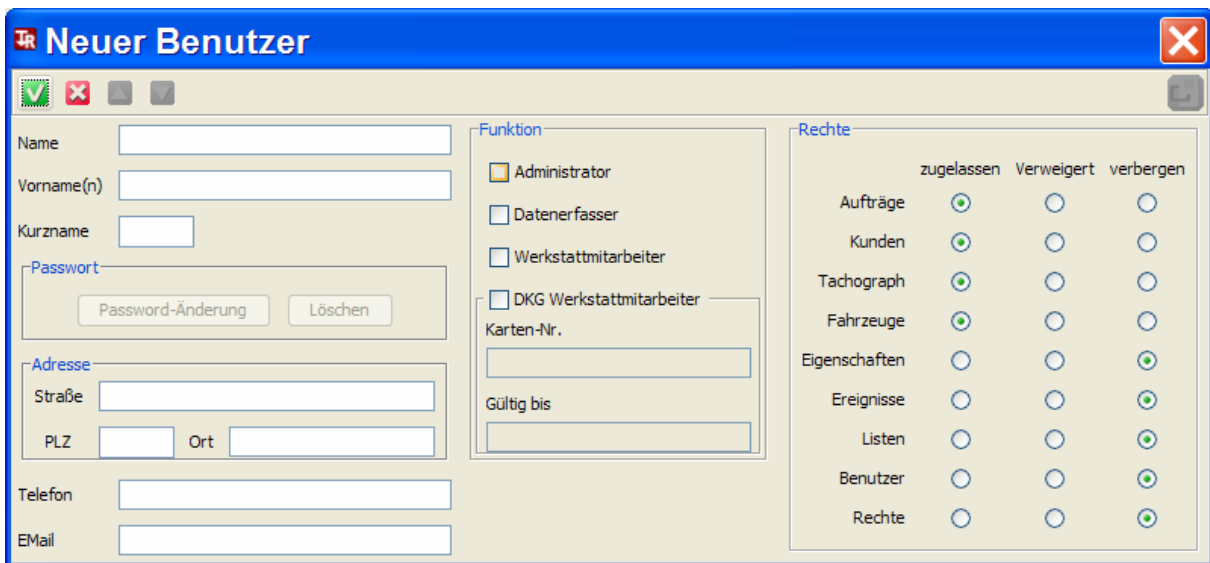 Neuer Benutzer
Name
Vorname(n)
Kurzname
Passwort
Password-Änderung Löschen
Adresse
Straße
PLZ Ort
Telefon
EMail
Funktion
Administrator
Datenerfasser
Werkstattmitarbeiter
DKG Werkstattmitarbeiter
Karten-Nr.
Gültig bis
Rechte
zugelassen Verweigert verbergen
Aufträge
Kunden
Tachograph
Fahrzeuge
Eigenschaften
Ereignisse
Listen
Benutzer
Rechte